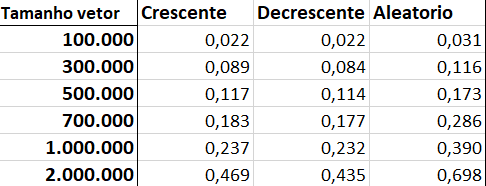 Tamanho vetor Crescente Decrescente Aleatorio
100.000 0,022 0,022 0,031
300.000 0,089 0,084 0,116
500.000 0,117 0,114 0,173
700.000 0,183 0,177 0,286
1.000.000 0,237 0,232 0,390
2.000.000 0,469 0,435 0,698